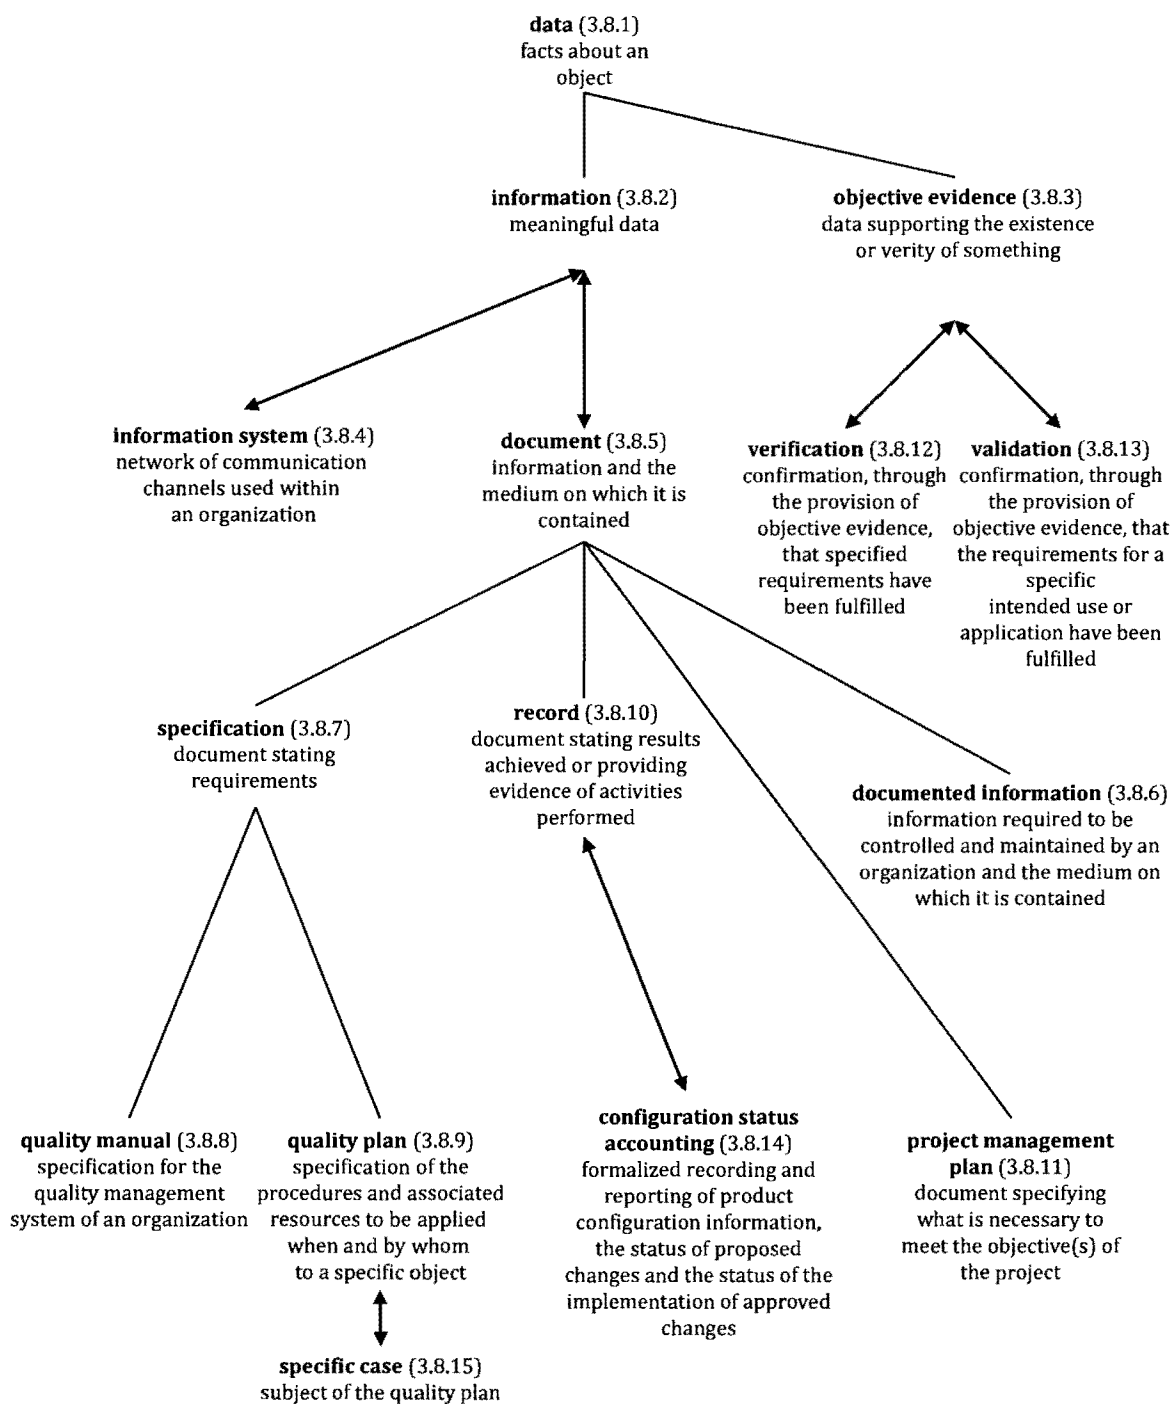 data (3.8.1)
facts about an
object
information (3.8.2)
meaningful data
objective evidence (3.8.3)
data supporting the existence
or verity of something
information system (3.8.4)
network of communication
channels used within
an organization
document (3.8.5)
information and the
medium on which it is
contained
verification (3.8.12)
confirmation, through
the provision of
objective evidence,
that specified
requirements have
been fulfilled
validation (3.8.13)
confirmation, through
the provision of
objective evidence, that
the requirements for a
specific
intended use or
application have been
fulfilled
specification (3.8.7)
document stating
requirements
record (3.8.10)
document stating results
achieved or providing
evidence of activities
performed
documented information (3.8.6)
information required to be
controlled and maintained by an
organization and the medium on
which it is contained
quality manual (3.8.8)
specification for the
quality management
system of an organization
quality plan (3.8.9)
specification of the
procedures and associated
resources to be applied
when and by whom
to a specific object
configuration status
accounting (3.8.14)
formalized recording and
reporting of product
configuration information,
the status of proposed
changes and the status of the
implementation of approved
changes
project management
plan (3.8.11)
document specifying
what is necessary to
meet the objective(s) of
the project
specific case (3.8.15)
subject of the quality plan